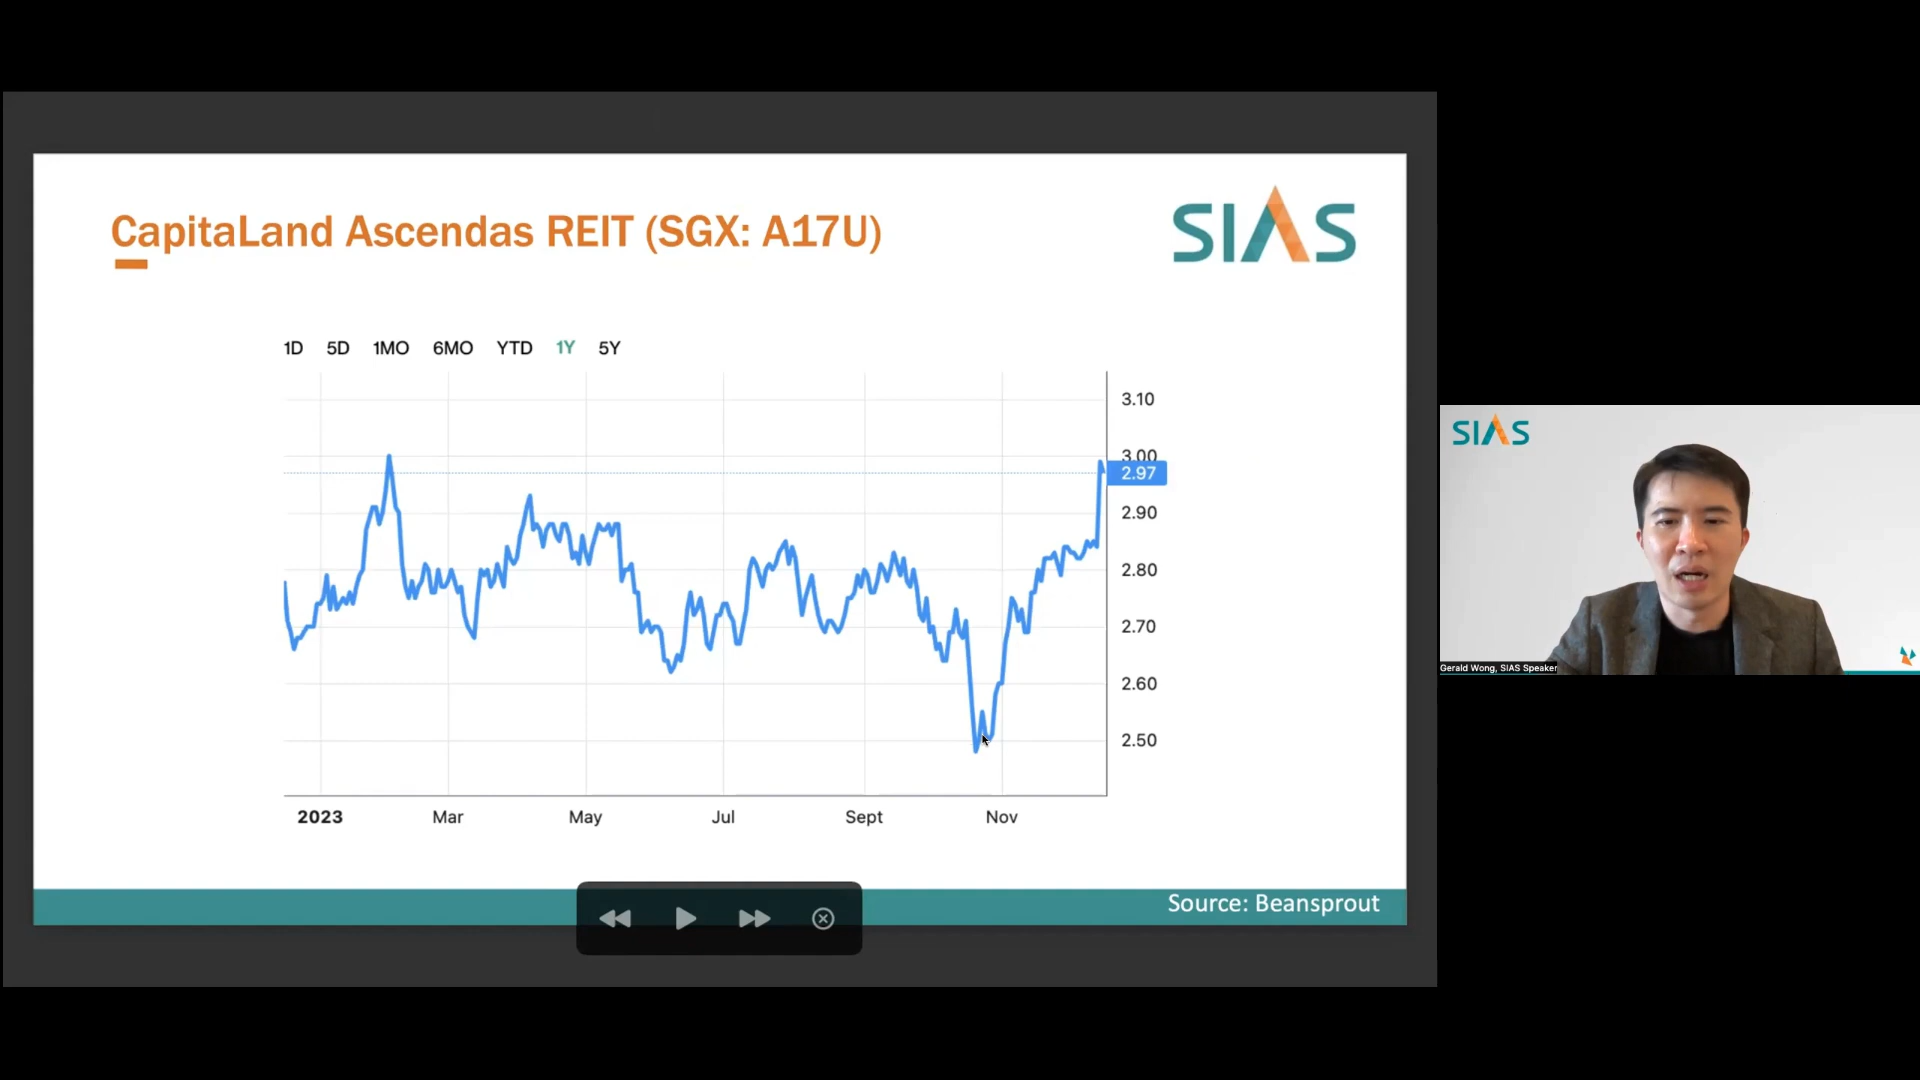 CapitaLand Ascendas REIT (SGX: A17U)
SIAS
1D 5D 1MO 6MO YTD 1Y 5Y
3.10
3.00
2.97
2.90
2.80
2.70
2.60
2.50
2023 Mar May Jul Sept Nov
Source: Beansprout
SIAS
Gerald Wong, SIAS Speaker